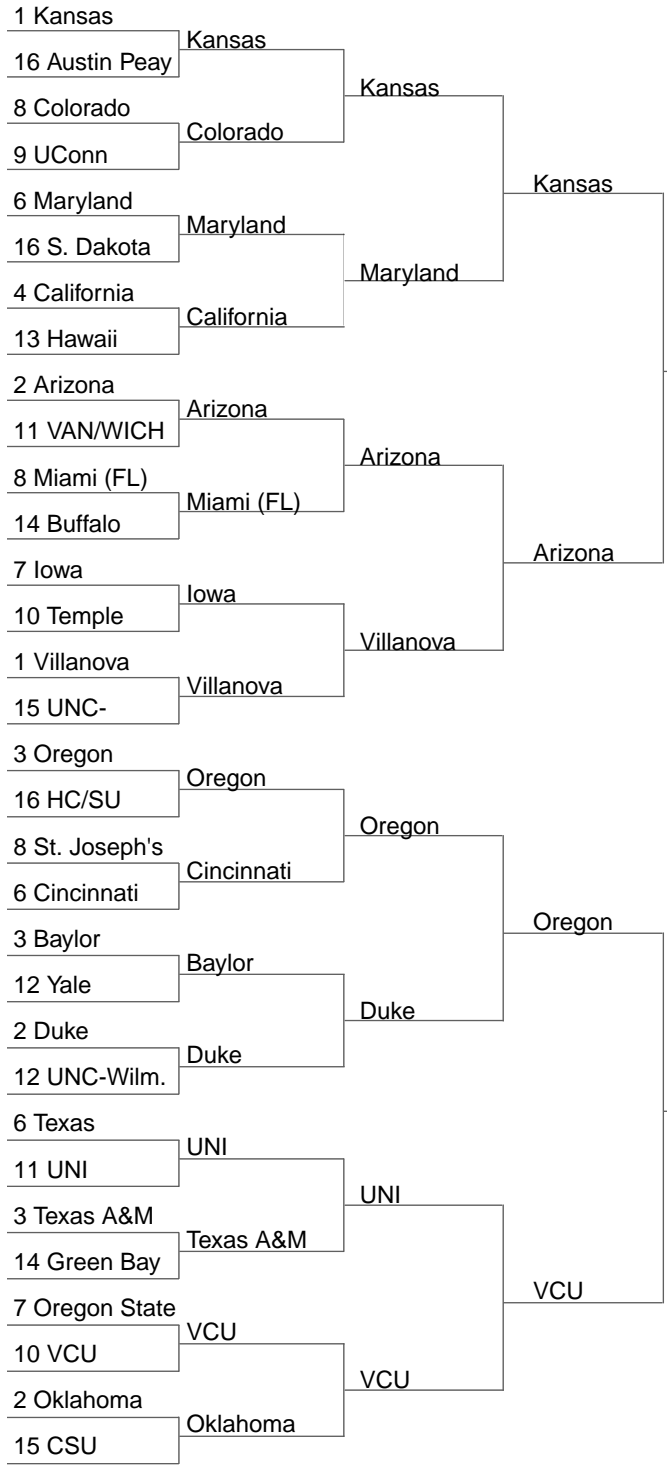 1 Kansas
Kansas
16 Austin Peay
Kansas
8 Colorado
Colorado
9 UConn
Kansas
6 Maryland
Maryland
16 S. Dakota
Maryland
4 California
California
13 Hawaii
2 Arizona
Arizona
11 VAN/WICH
Arizona
8 Miami (FL)
Miami (FL)
14 Buffalo
Arizona
7 Iowa
Iowa
10 Temple
Villanova
1 Villanova
Villanova
15 UNC-
3 Oregon
Oregon
16 HC/SU
Oregon
8 St. Joseph's
Cincinnati
6 Cincinnati
Oregon
3 Baylor
Baylor
12 Yale
Duke
2 Duke
Duke
12 UNC-Wilm.
6 Texas
UNI
11 UNI
UNI
3 Texas A&M
Texas A&M
14 Green Bay
VCU
7 Oregon State
VCU
10 VCU
VCU
2 Oklahoma
Oklahoma
15 CSU